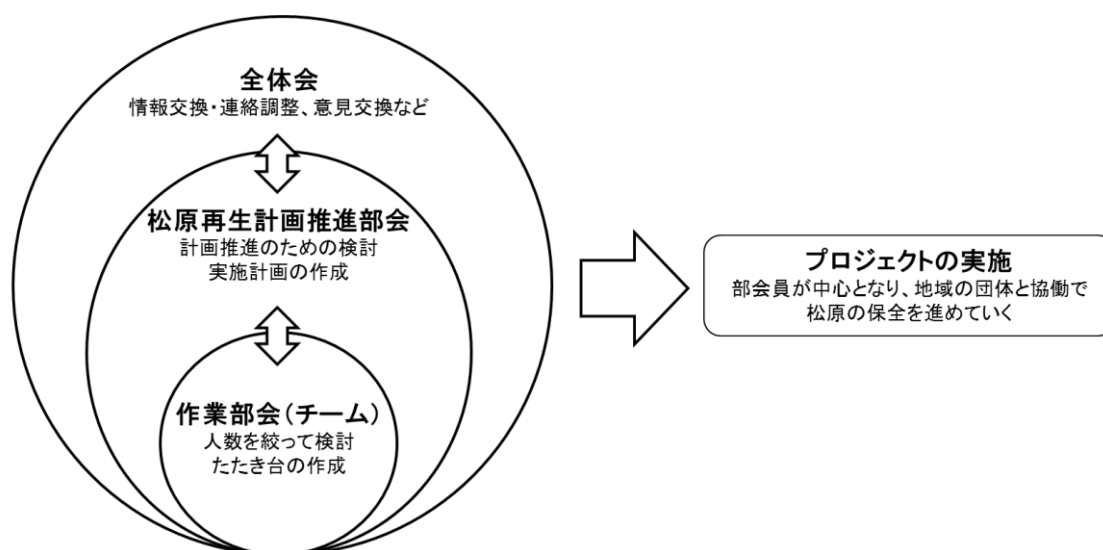 全体会
情報交換・連絡調整、意見交換など
松原再生計画推進部会
計画推進のための検討
実施計画の作成
作業部会(チーム)
人数を絞って検討
たたき台の作成
プロジェクトの実施
部会員が中心となり、地域の団体と協働で
松原の保全を進めていく